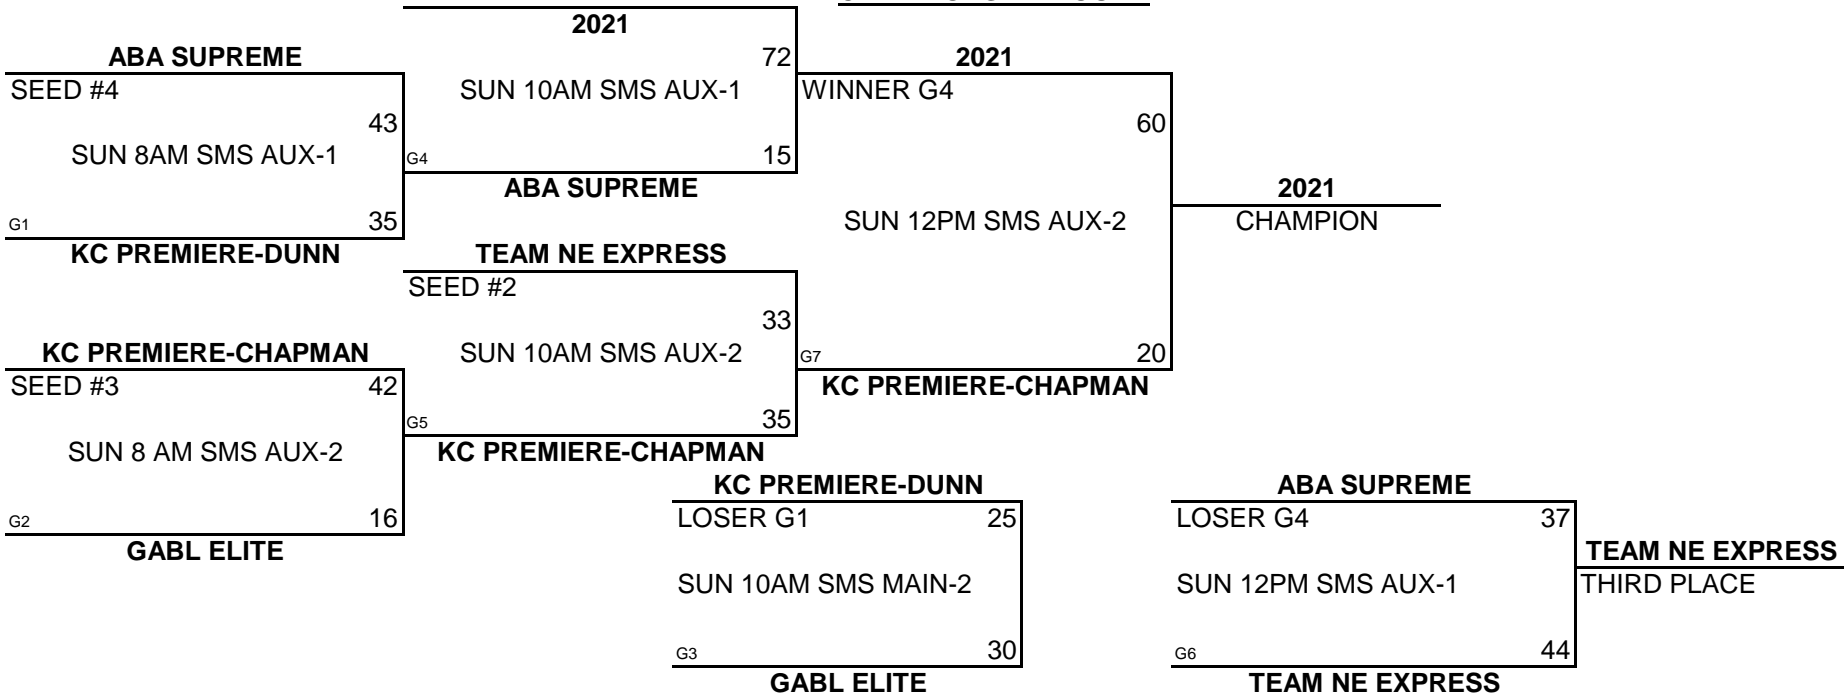 2021
72
SUN 10AM SMS AUX-1
G4
15
ABA SUPREME
ABA SUPREME
SEED #4
43
SUN 8AM SMS AUX-1
G1
35
KC PREMIERE-DUNN
2021
WINNER G4
60
SUN 12PM SMS AUX-2
G7
20
KC PREMIERE-CHAPMAN
2021
CHAMPION
TEAM NE EXPRESS
SEED #2
33
SUN 10AM SMS AUX-2
G5
35
KC PREMIERE-CHAPMAN
KC PREMIERE-CHAPMAN
SEED #3
42
SUN 8 AM SMS AUX-2
G2
16
GABL ELITE
KC PREMIERE-DUNN
LOSER G1
25
SUN 10AM SMS MAIN-2
G3
30
GABL ELITE
ABA SUPREME
LOSER G4
37
SUN 12PM SMS AUX-1
G6
44
TEAM NE EXPRESS
TEAM NE EXPRESS
THIRD PLACE